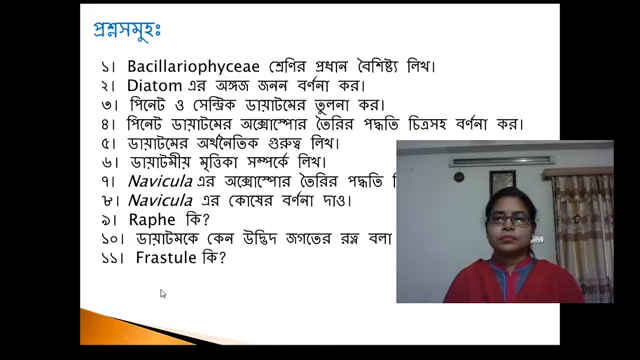 প্রশ্নসমুহঃ
১। Bacillariophyceae শ্রেণির প্রধান বৈশিষ্ট্য লিখ।
২। Diatom এর অঙ্গজ জনন বর্ণনা কর।
৩। পিনেট ও সেন্ট্রিক ডায়াটমের তুলনা কর।
৪। পিনেট ডায়াটমের অক্সোস্পোর তৈরির পদ্ধতি চিত্রসহ বর্ণনা কর।
৫। ডায়াটমের অর্থনৈতিক গুরুত্ব লিখ।
৬। ডায়াটমীয় মৃত্তিকা সম্পর্কে লিখ।
৭। Navicula এর অক্সোস্পোর তৈরির পদ্ধতি
৮। Navicula এর কোষের বর্ণনা দাও।
৯। Raphe কি?
১০। ডায়াটমকে কেন উদ্ভিদ জগতের রত্ন বলা
১১। Frastule কি?